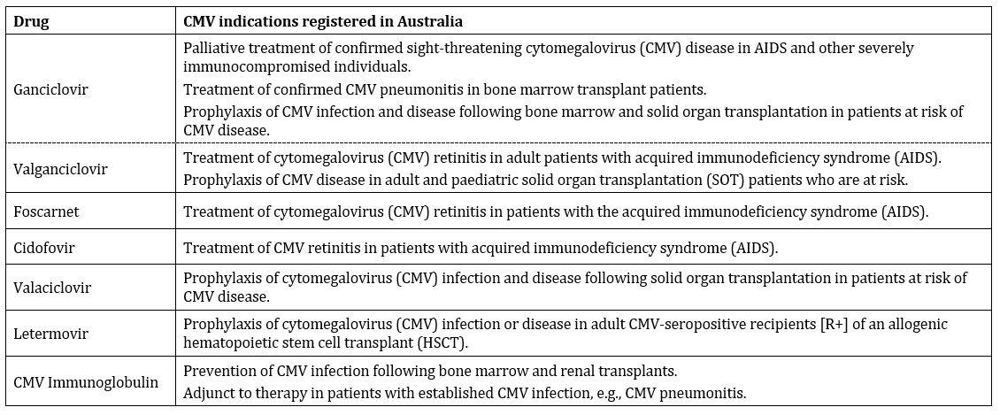 Drug CMV indications registered in Australia
Ganciclovir
Palliative treatment of confirmed sight-threatening cytomegalovirus (CMV) disease in AIDS and other severely
immunocompromised individuals.
Treatment of confirmed CMV pneumonitis in bone marrow transplant patients.
Prophylaxis of CMV infection and disease following bone marrow and solid organ transplantation in patients at risk of
CMV disease.
Valganciclovir
Treatment of cytomegalovirus (CMV) retinitis in adult patients with acquired immunodeficiency syndrome (AIDS).
Prophylaxis of CMV disease in adult and paediatric solid organ transplantation (SOT) patients who are at risk.
Foscarnet Treatment of cytomegalovirus (CMV) retinitis in patients with the acquired immunodeficiency syndrome (AIDS).
Cidofovir Treatment of CMV retinitis in patients with acquired immunodeficiency syndrome (AIDS).
Valaciclovir
Prophylaxis of cytomegalovirus (CMV) infection and disease following solid organ transplantation in patients at risk of
CMV disease.
Letermovir
Prophylaxis of cytomegalovirus (CMV) infection or disease in adult CMV-seropositive recipients [R+] of an allogenic
hematopoietic stem cell transplant (HSCT).
CMV Immunoglobulin
Prevention of CMV infection following bone marrow and renal transplants.
Adjunct to therapy in patients with established CMV infection, e.g., CMV pneumonitis.